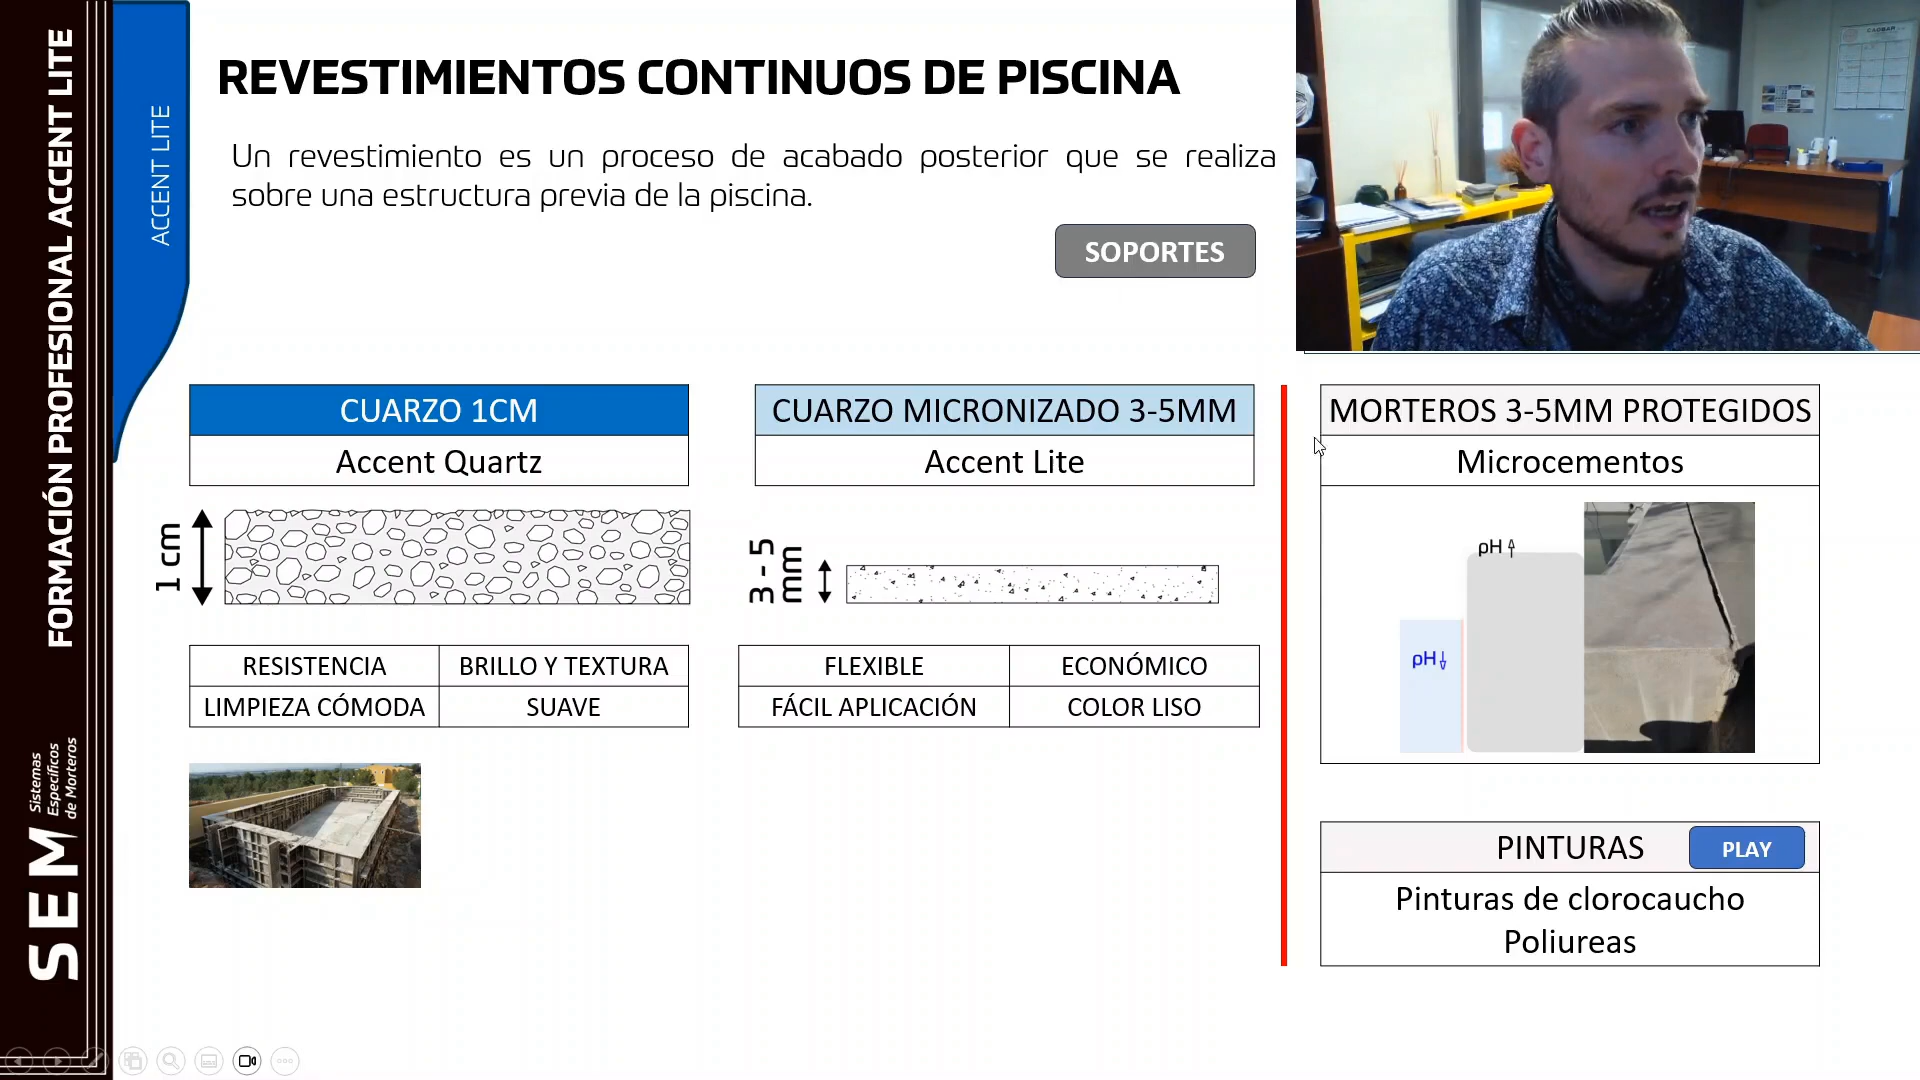 FORMACIÓN PROFESIONAL ACCENT LITE
SEM
Sistemas
Específicos
de Morteros
ACCENT LITE
REVESTIMIENTOS CONTINUOS DE PISCINA
Un revestimiento es un proceso de acabado posterior que se realiza
sobre una estructura previa de la piscina.
SOPORTES
CUARZO 1CM
Accent Quartz
1 cm
RESISTENCIA
BRILLO Y TEXTURA
LIMPIEZA CÓMODA
SUAVE
CUARZO MICRONIZADO 3-5MM
Accent Lite
3 - 5
mm
FLEXIBLE
ECONÓMICO
FÁCIL APLICACIÓN
COLOR LISO
MORTEROS 3-5MM PROTEGIDOS
Microcementos
pH
pH
PINTURAS
PLAY
Pinturas de clorocaucho
Poliureas